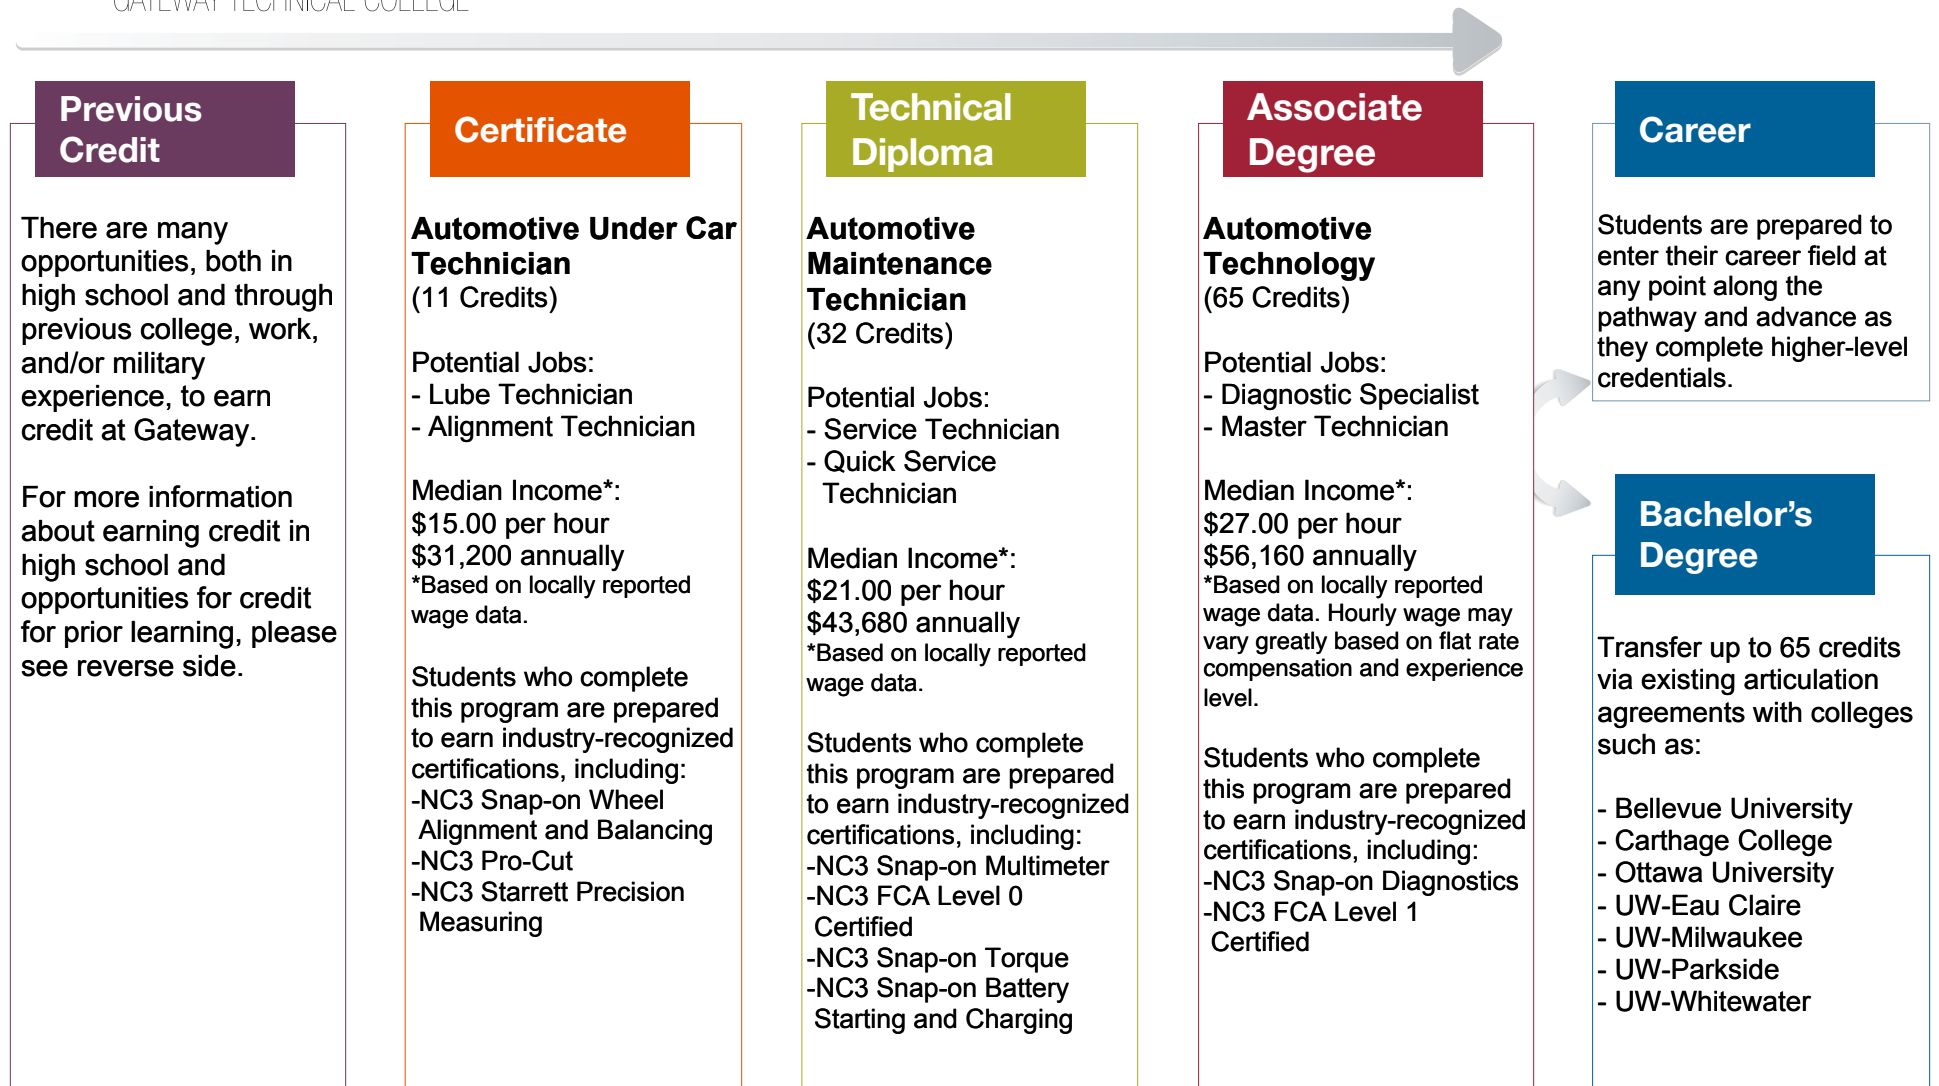 GATEWAY TECHNICAL COLLEGE
Previous
Credit
There are many
opportunities, both in
high school and through
previous college, work,
and/or military
experience, to earn
credit at Gateway.
For more information
about earning credit in
high school and
opportunities for credit
for prior learning, please
see reverse side.
Certificate
Automotive Under Car
Technician
(11 Credits)
Potential Jobs:
- Lube Technician
- Alignment Technician
Median Income*:
$15.00 per hour
$31,200 annually
*Based on locally reported
wage data.
Students who complete
this program are prepared
to earn industry-recognized
certifications, including:
-NC3 Snap-on Wheel
Alignment and Balancing
-NC3 Pro-Cut
-NC3 Starrett Precision
Measuring
Technical
Diploma
Automotive
Maintenance
Technician
(32 Credits)
Potential Jobs:
- Service Technician
- Quick Service
Technician
Median Income*:
$21.00 per hour
$43,680 annually
*Based on locally reported
wage data.
Students who complete
this program are prepared
to earn industry-recognized
certifications, including:
-NC3 Snap-on Multimeter
-NC3 FCA Level 0
Certified
-NC3 Snap-on Torque
-NC3 Snap-on Battery
Starting and Charging
Associate
Degree
Automotive
Technology
(65 Credits)
Potential Jobs:
- Diagnostic Specialist
- Master Technician
Median Income*:
$27.00 per hour
$56,160 annually
*Based on locally reported
wage data. Hourly wage may
vary greatly based on flat rate
compensation and experience
level.
Students who complete
this program are prepared
to earn industry-recognized
certifications, including:
-NC3 Snap-on Diagnostics
-NC3 FCA Level 1
Certified
Career
Students are prepared to
enter their career field at
any point along the
pathway and advance as
they complete higher-level
credentials.
Bachelor’s
Degree
Transfer up to 65 credits
via existing articulation
agreements with colleges
such as:
- Bellevue University
- Carthage College
- Ottawa University
- UW-Eau Claire
- UW-Milwaukee
- UW-Parkside
- UW-Whitewater